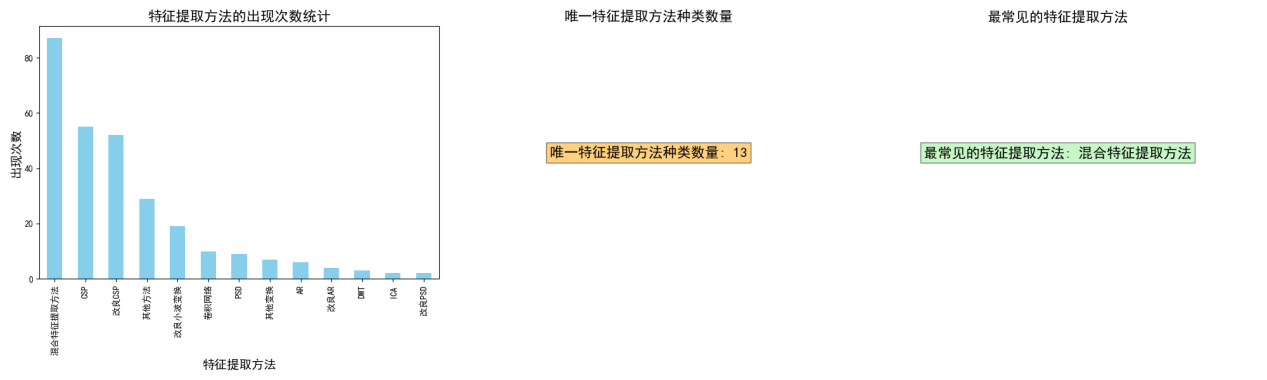 特征提取方法的出现次数统计
出现次数
80
60
40
20
0
混合特征提取方法
CSP
改良CSP
其他方法
改良小波变换
卷积网络
PSD
其他变换
AR
改良AR
DWT
ICA
改良PSD
特征提取方法
唯一特征提取方法种类数量
唯一特征提取方法种类数量: 13
最常见的特征提取方法
最常见的特征提取方法: 混合特征提取方法